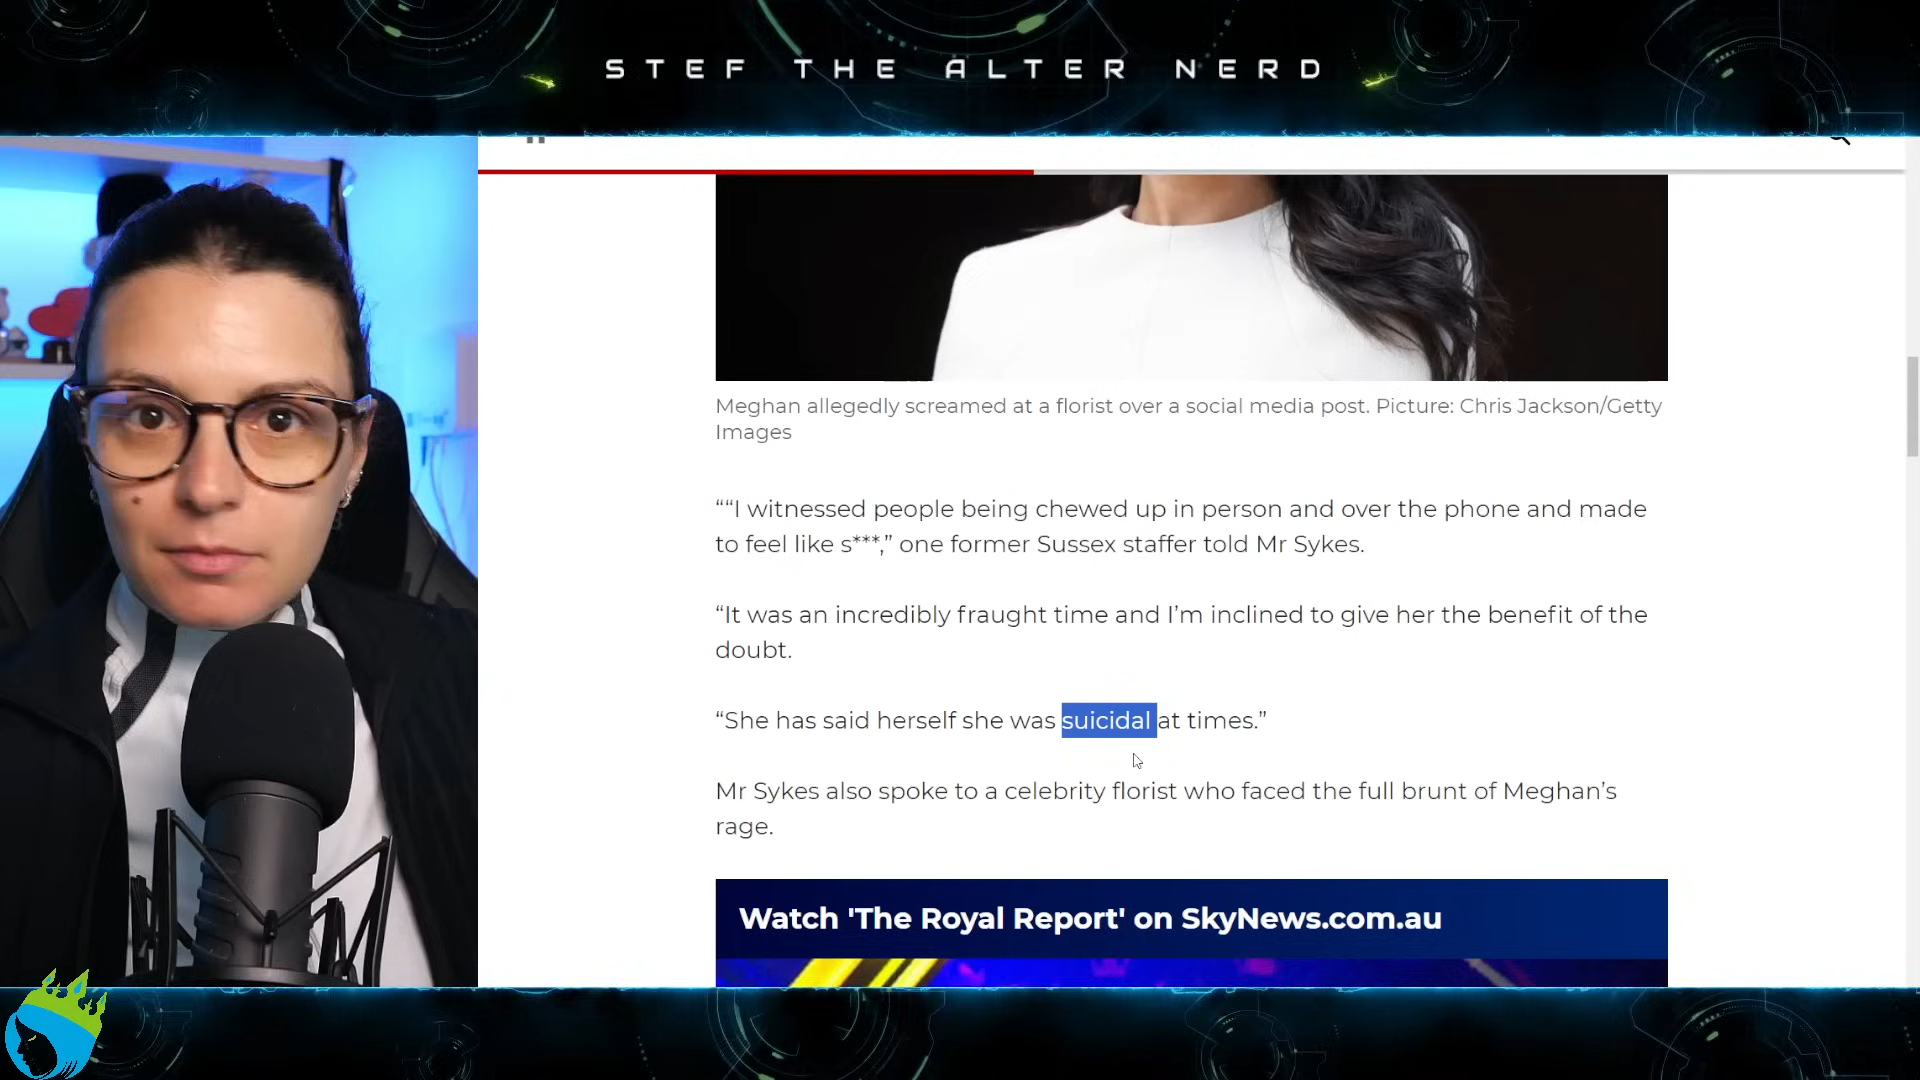 STEF THE ALTER NERD
Meghan allegedly screamed at a florist over a social media post. Picture: Chris Jackson/Getty
Images
““I witnessed people being chewed up in person and over the phone and made
to feel like s***,” one former Sussex staffer told Mr Sykes.
“It was an incredibly fraught time and I’m inclined to give her the benefit of the
doubt.
“She has said herself she was suicidal at times.”
Mr Sykes also spoke to a celebrity florist who faced the full brunt of Meghan’s
rage.
Watch 'The Royal Report' on SkyNews.com.au